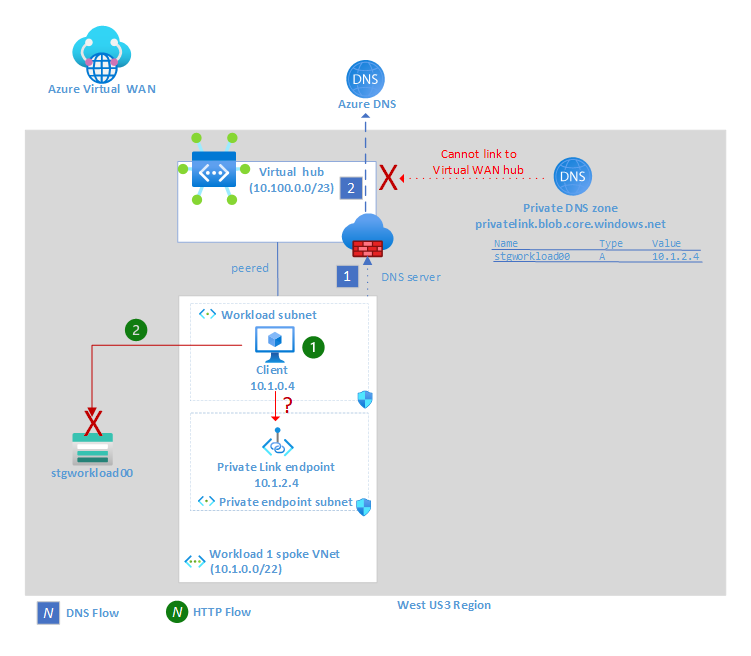 Azure Virtual WAN
DNS
Azure DNS
Virtual hub
(10.100.0.0/23)
2
X
Cannot link to
Virtual WAN hub
DNS
Private DNS zone
privatelink.blob.core.windows.net
Name Type Value
stgworkload00 A 10.1.2.4
peered
1
DNS server
Workload subnet
2
1
Client
10.1.0.4
?
X
stgworkload00
Private Link endpoint
10.1.2.4
Private endpoint subnet
Workload 1 spoke VNet
(10.1.0.0/22)
West US3 Region
N DNS Flow
N HTTP Flow